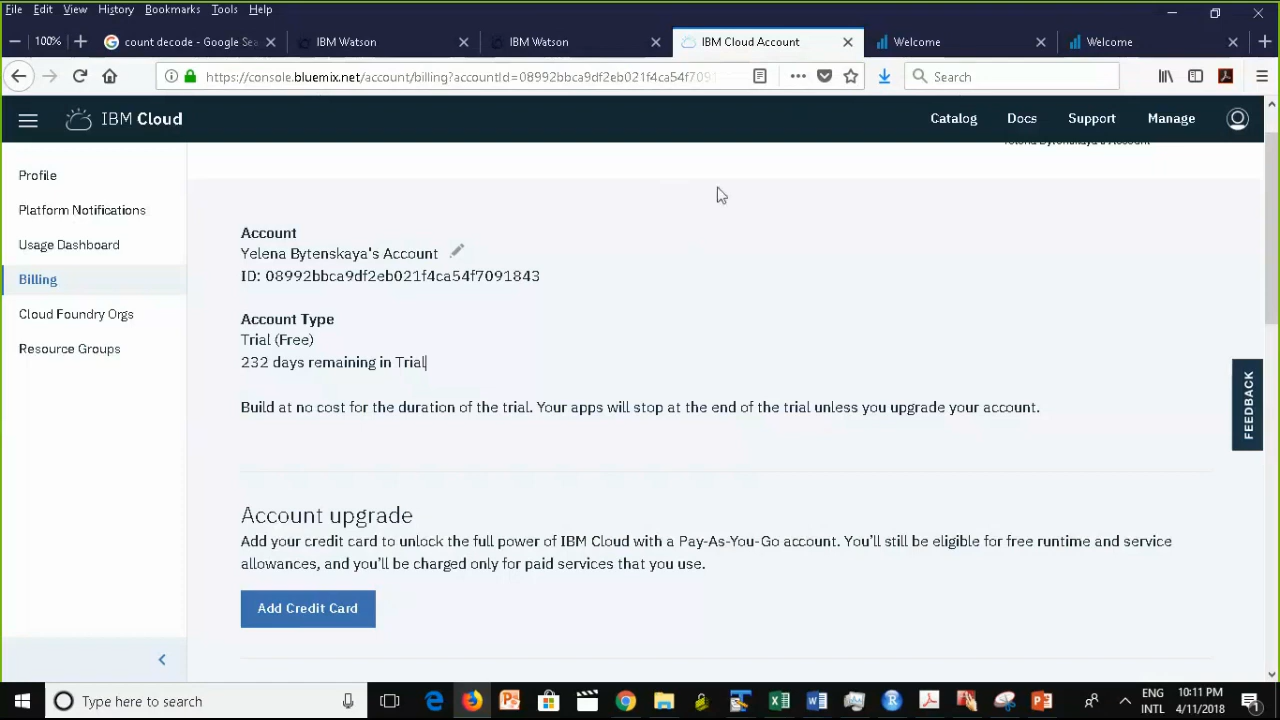 File Edit View History Bookmarks Tools Help
100% count decode - Google Sea IBM Watson IBM Watson IBM Cloud Account Welcome Welcome
https://console.bluemix.net/account/billing?accountId=08992bbca9df2eb021f4ca54f7091 Search
IBM Cloud Catalog Docs Support Manage
Yelena Bytenskaya's Account
Profile
Platform Notifications
Usage Dashboard
Billing
Cloud Foundry Orgs
Resource Groups
Account
Yelena Bytenskaya's Account
ID: 08992bbca9df2eb021f4ca54f7091843
Account Type
Trial (Free)
232 days remaining in Trial
Build at no cost for the duration of the trial. Your apps will stop at the end of the trial unless you upgrade your account.
FEEDBACK
Account upgrade
Add your credit card to unlock the full power of IBM Cloud with a Pay-As-You-Go account. You'll still be eligible for free runtime and service
allowances, and you'll be charged only for paid services that you use.
Add Credit Card
Type here to search
ENG 10:11 PM
INTL 4/11/2018